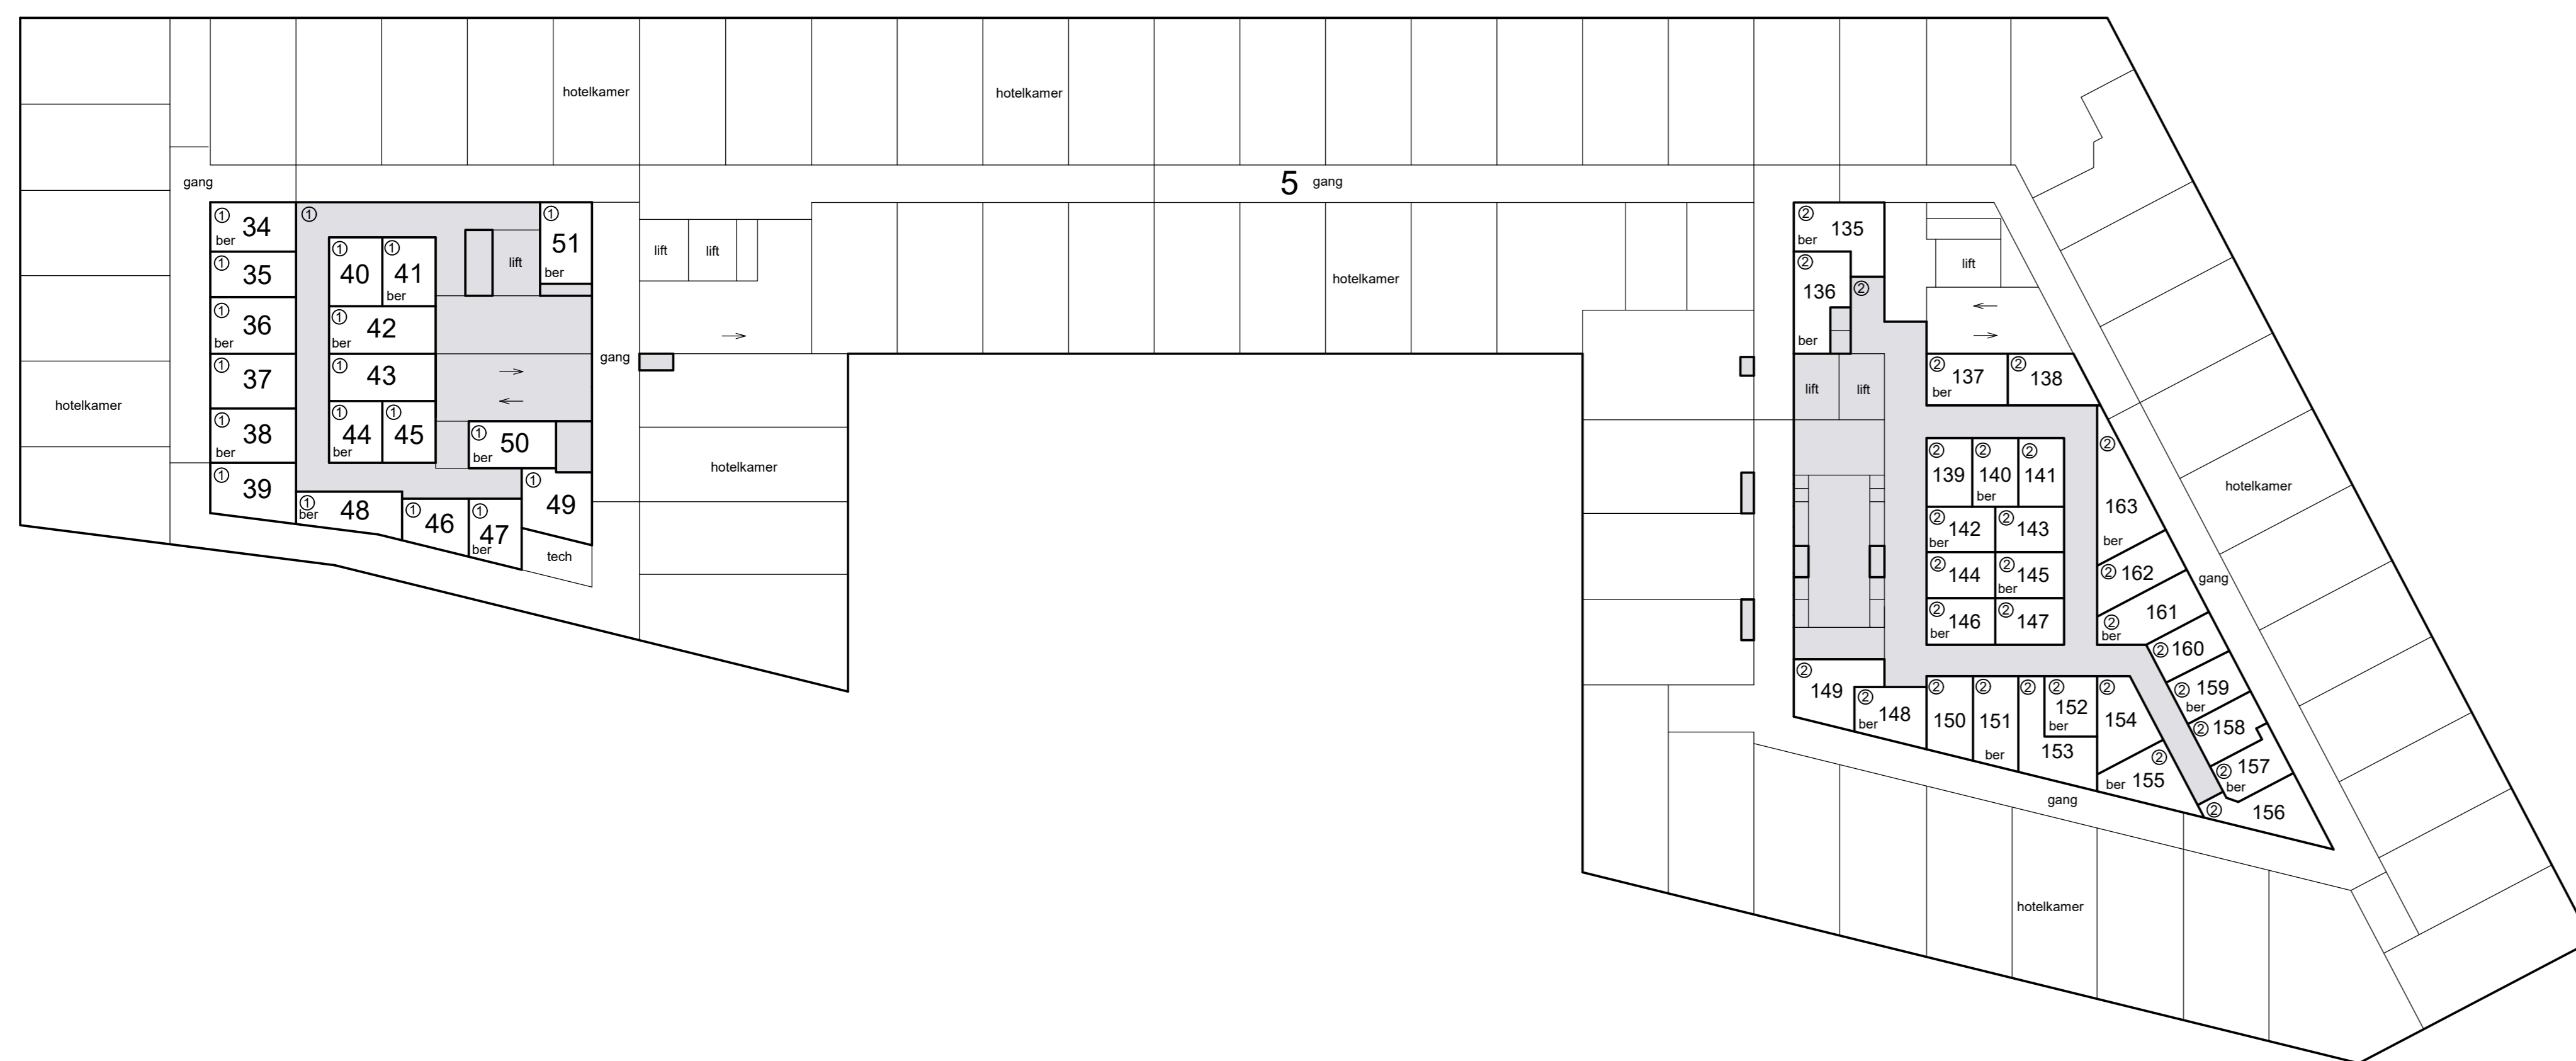 hotelkamer
hotelkamer
gang
5 gang
① 34
ber
①
① 51
ber
② 135
ber
① 35
① 40
① 41
ber
lift
lift
lift
hotelkamer
② 136
ber
②
lift
① 36
ber
① 42
ber
gang
① 37
① 43
② 137
ber
② 138
lift
lift
hotelkamer
① 38
ber
① 44
ber
① 45
① 50
ber
hotelkamer
② 139
② 140
ber
② 141
② 163
ber
hotelkamer
① 39
① 48
ber
① 46
① 47
ber
① 49
tech
② 142
ber
② 143
② 144
② 145
ber
② 162
gang
② 146
ber
② 147
② 161
ber
② 160
② 149
② 148
ber
② 150
② 151
ber
② 152
ber
② 153
② 154
② 159
ber
② 158
② 155
ber
② 157
ber
② 156
gang
hotelkamer